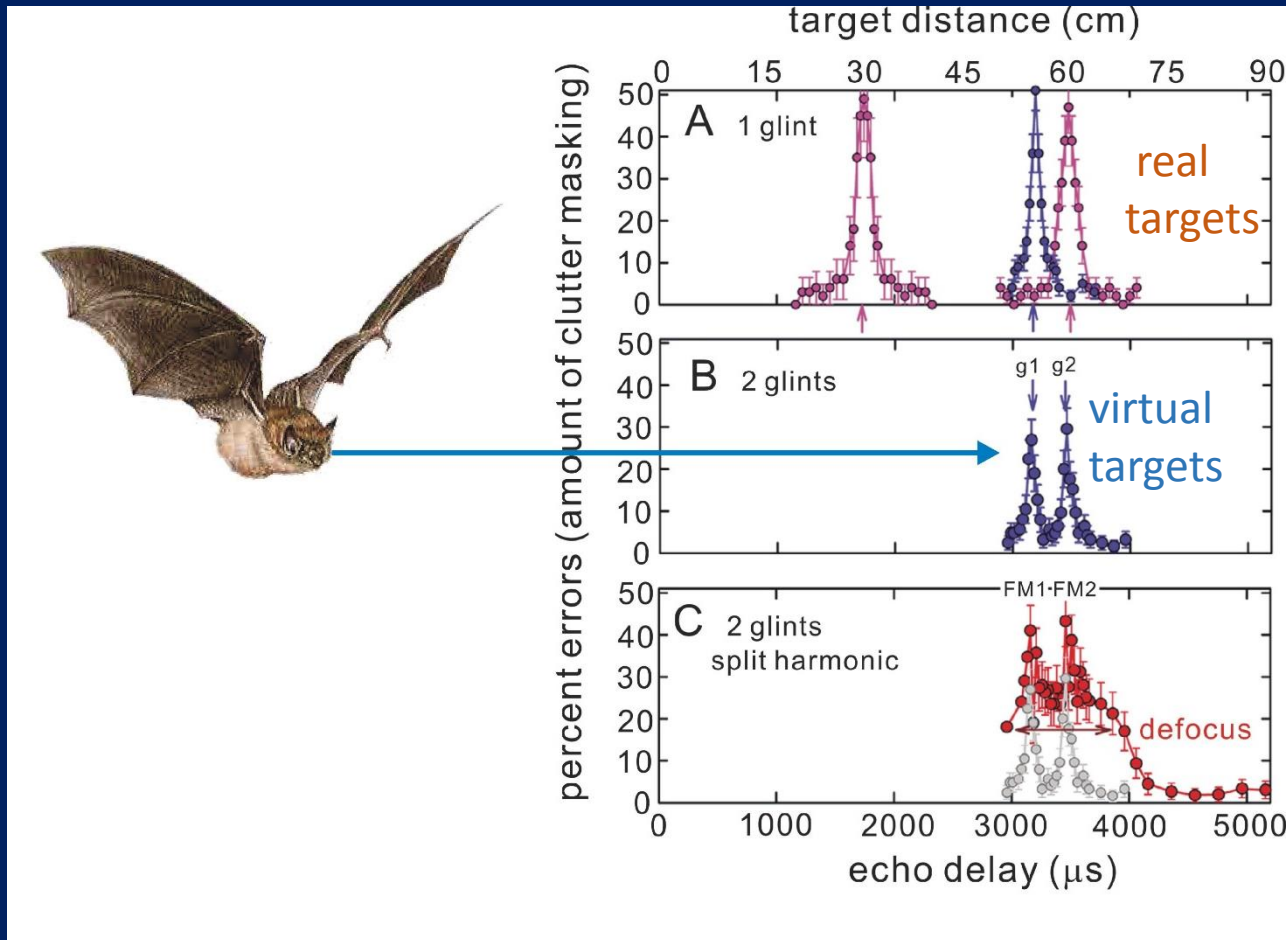 target distance (cm)
0 15 30 45 60 75 90
percent errors (amount of clutter masking)
50
40
30
20
10
0
A 1 glint
real
targets
50
40
30
20
10
0
B 2 glints
g1 g2
virtual
targets
50
40
30
20
10
0
C 2 glints
split harmonic
FM1 FM2
defocus
0 1000 2000 3000 4000 5000
echo delay (μs)